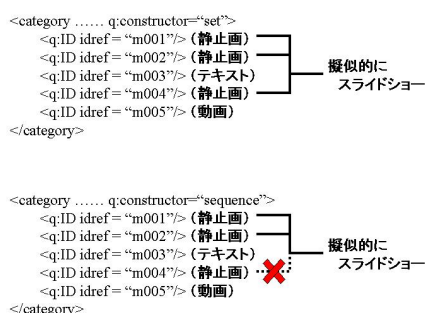 <category …… q:constructor=“set”>
<q:ID idref = “m001”/> (静止画)
<q:ID idref = “m002”/> (静止画)
<q:ID idref = “m003”/> (テキスト)
<q:ID idref = “m004”/> (静止画)
<q:ID idref = “m005”/> (動画)
</category>
擬似的に
スライドショー
<category …… q:constructor=“sequence”>
<q:ID idref = “m001”/> (静止画)
<q:ID idref = “m002”/> (静止画)
<q:ID idref = “m003”/> (テキスト)
<q:ID idref = “m004”/> (静止画)
<q:ID idref = “m005”/> (動画)
</category>
擬似的に
スライドショー